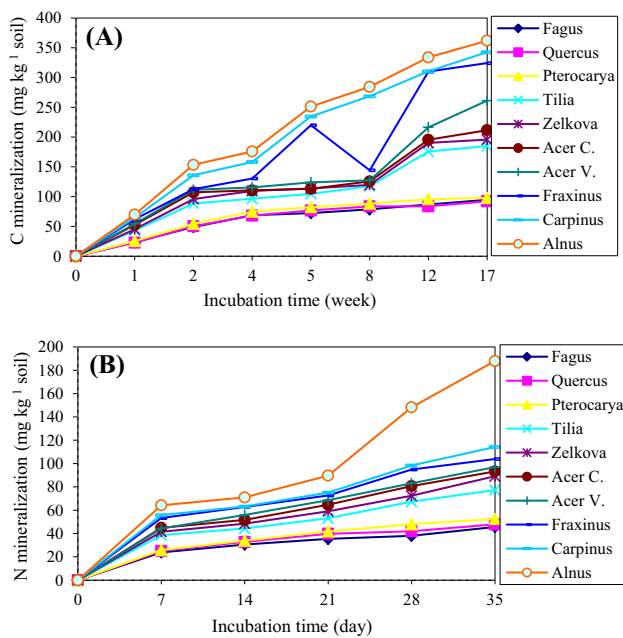 (A)
C mineralization (mg kg-1 soil)
400
350
300
250
200
150
100
50
0
0 1 2 4 5 8 12 17
Incubation time (week)
Fagus
Quercus
Pterocarya
Tilia
Zelkova
Acer C.
Acer V.
Fraxinus
Carpinus
Alnus
(B)
N mineralization (mg kg-1 soil)
200
180
160
140
120
100
80
60
40
20
0
0 7 14 21 28 35
Incubation time (day)
Fagus
Quercus
Pterocarya
Tilia
Zelkova
Acer C.
Acer V.
Fraxinus
Carpinus
Alnus